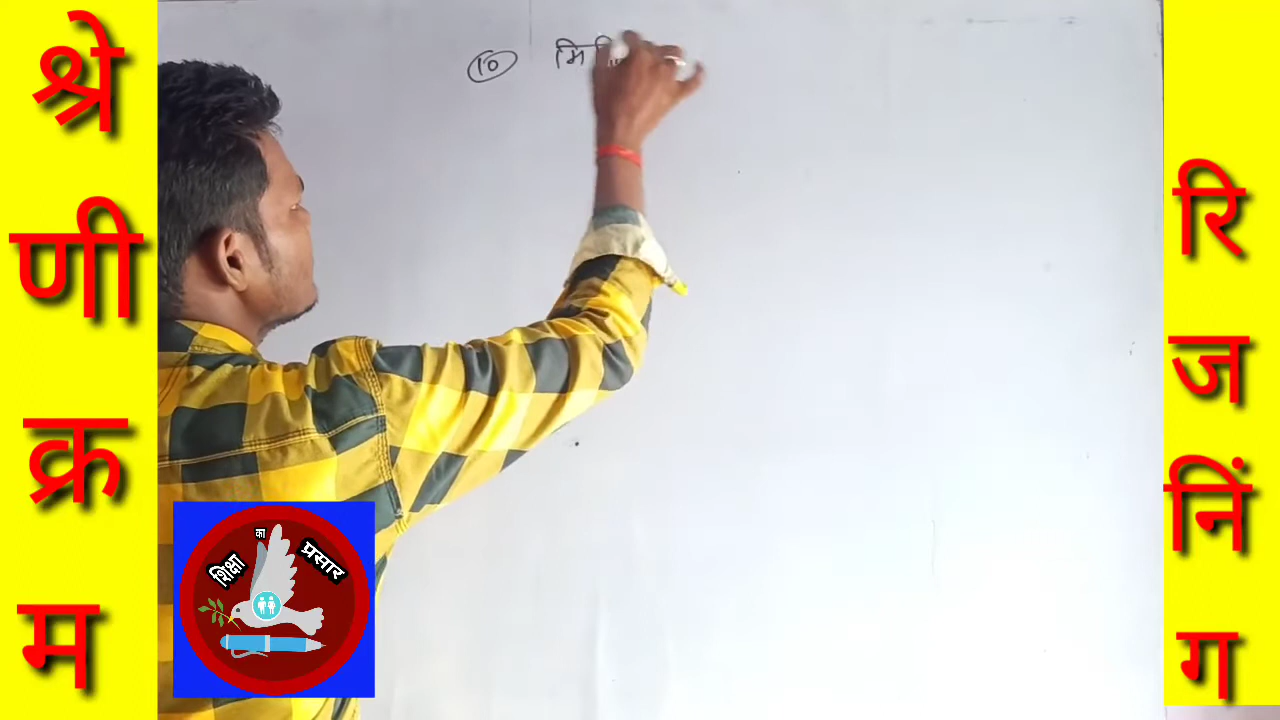 श्रेणीक्रम
⑩ मि
रिजनिंग
शिक्षा का प्रसार